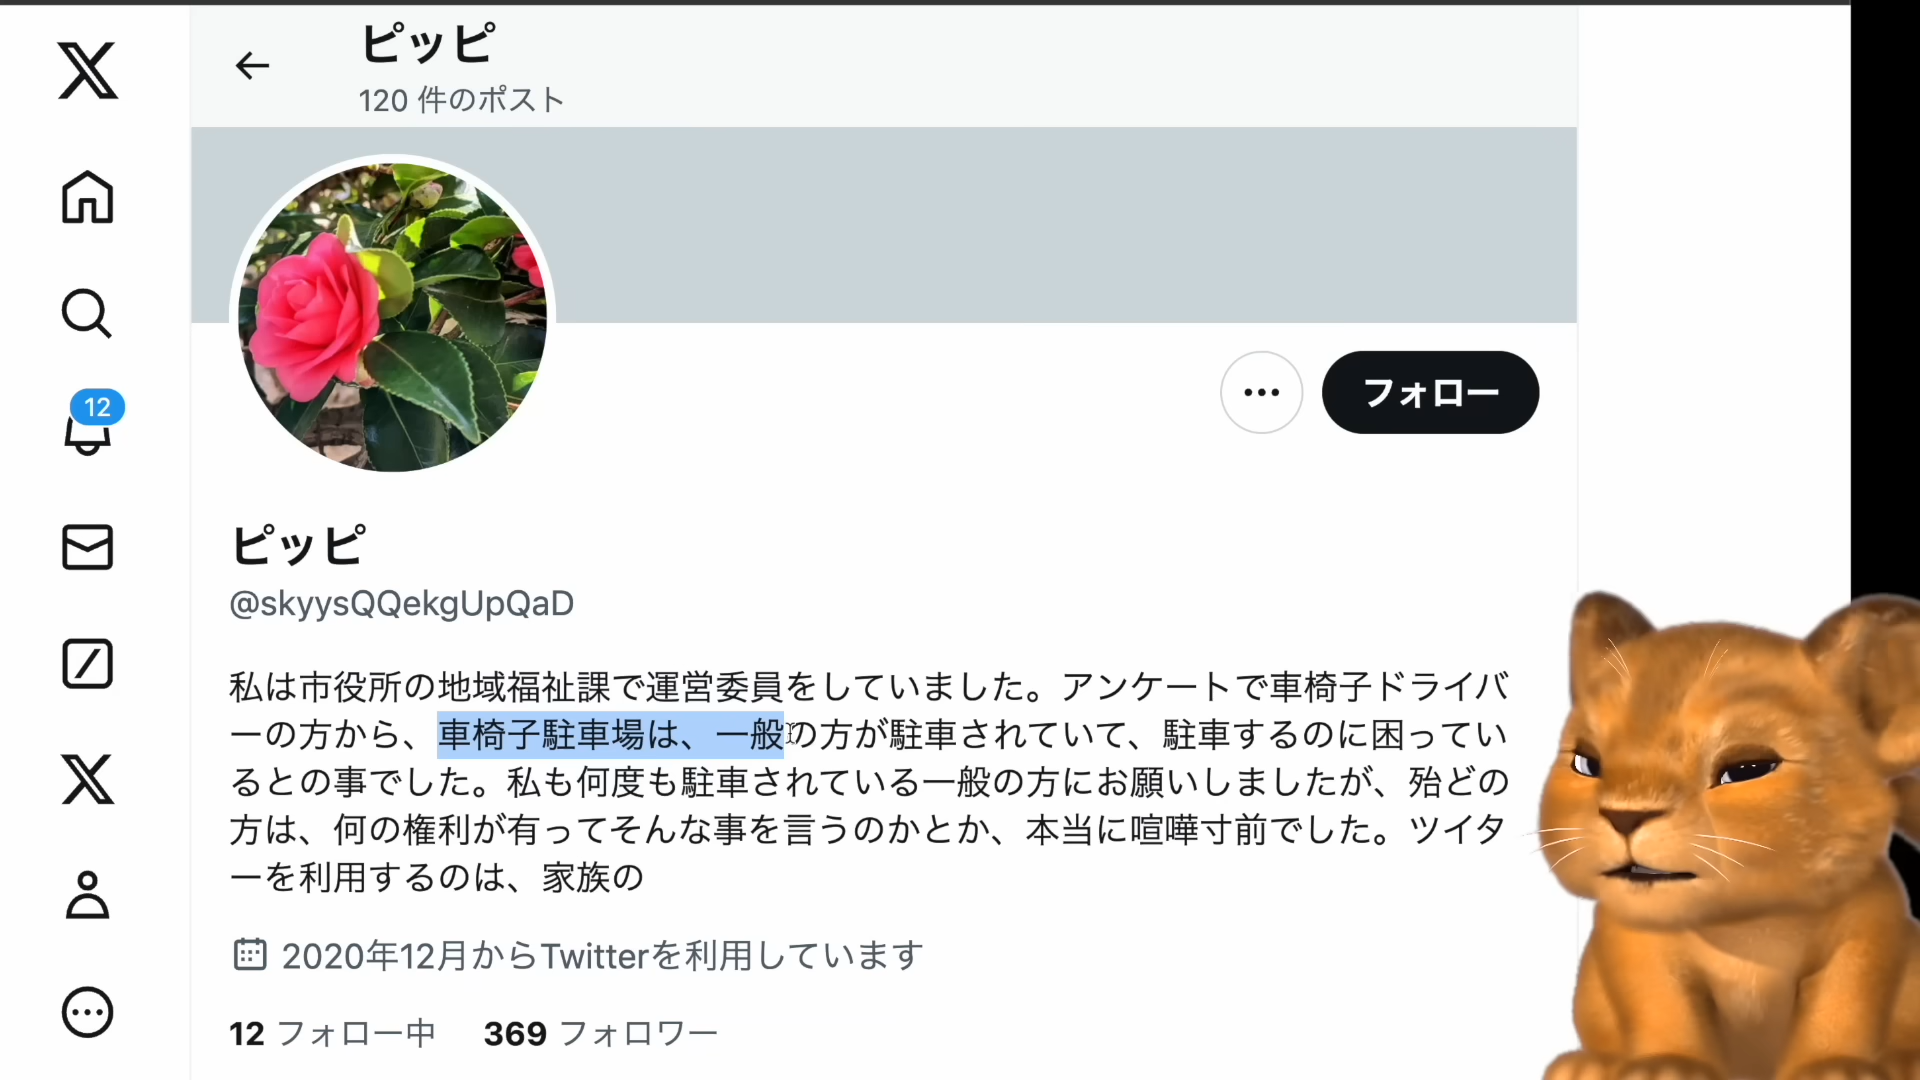 ピッピ
120 件のポスト
12
フォロー
ピッピ
@skyysQQekgUpQaD
私は市役所の地域福祉課で運営委員をしていました。アンケートで車椅子ドライバ
ーの方から、車椅子駐車場は、一般の方が駐車されていて、駐車するのに困ってい
るとの事でした。私も何度も駐車されている一般の方にお願いしましたが、殆どの
方は、何の権利が有ってそんな事を言うのかとか、本当に喧嘩寸前でした。ツイタ
ーを利用するのは、家族の
2020年12月からTwitterを利用しています
12 フォロー中 369 フォロワー